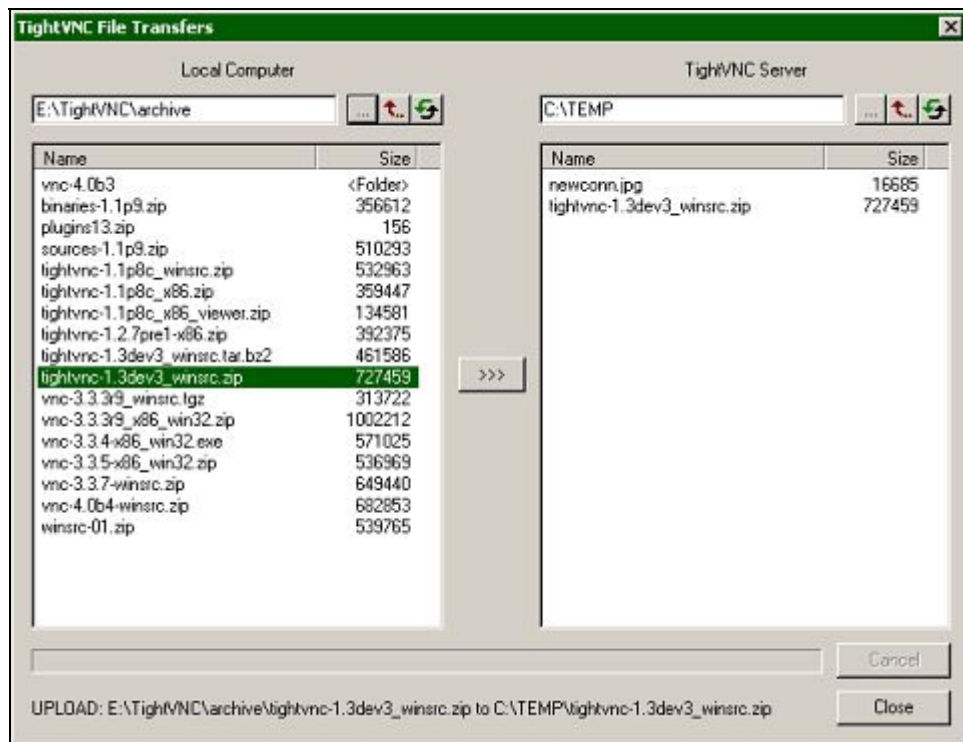 TightVNC File Transfers
Local Computer
TightVNC Server
E:\TightVNC\archive
...
C:\TEMP
...
Name Size
vnc-4.0b3 <Folder>
binaries-1.1p9.zip 356612
plugins13.zip 156
sources-1.1p9.zip 510293
tightvnc-1.1p8c_winsrc.zip 532963
tightvnc-1.1p8c_x86.zip 359447
tightvnc-1.1p8c_x86_viewer.zip 134581
tightvnc-1.2.7pre1-x86.zip 392375
tightvnc-1.3dev3_winsrc.tar.bz2 461586
tightvnc-1.3dev3_winsrc.zip 727459
vnc-3.3.3r9_winsrc.tgz 313722
vnc-3.3.3r9_x86_win32.zip 1002212
vnc-3.3.4-x86_win32.exe 571025
vnc-3.3.5-x86_win32.zip 536969
vnc-3.3.7-winsrc.zip 649440
vnc-4.0b4-winsrc.zip 682853
winsrc-01.zip 539765
>>>
Name Size
newconn.jpg 16685
tightvnc-1.3dev3_winsrc.zip 727459
Cancel
UPLOAD: E:\TightVNC\archive\tightvnc-1.3dev3_winsrc.zip to C:\TEMP\tightvnc-1.3dev3_winsrc.zip
Close